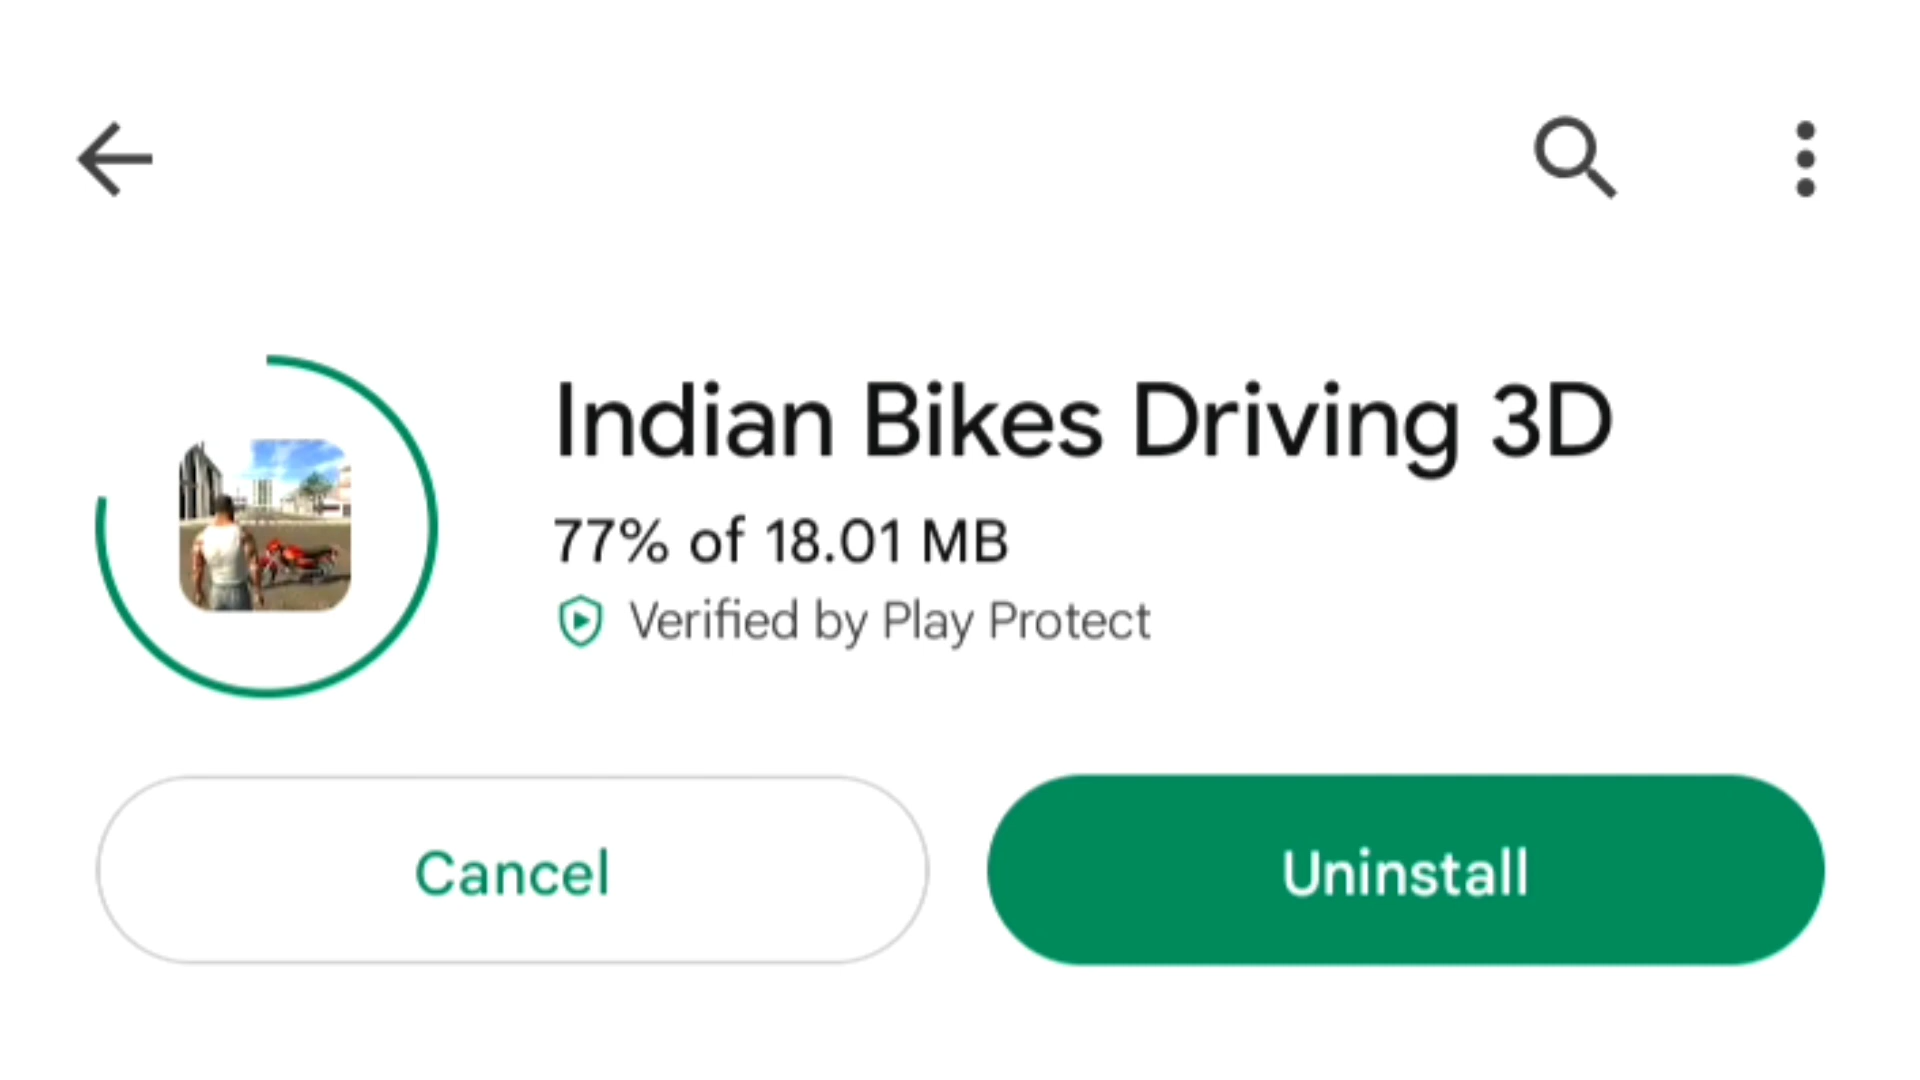 Indian Bikes Driving 3D
77% of 18.01 MB
Verified by Play Protect
Cancel
Uninstall